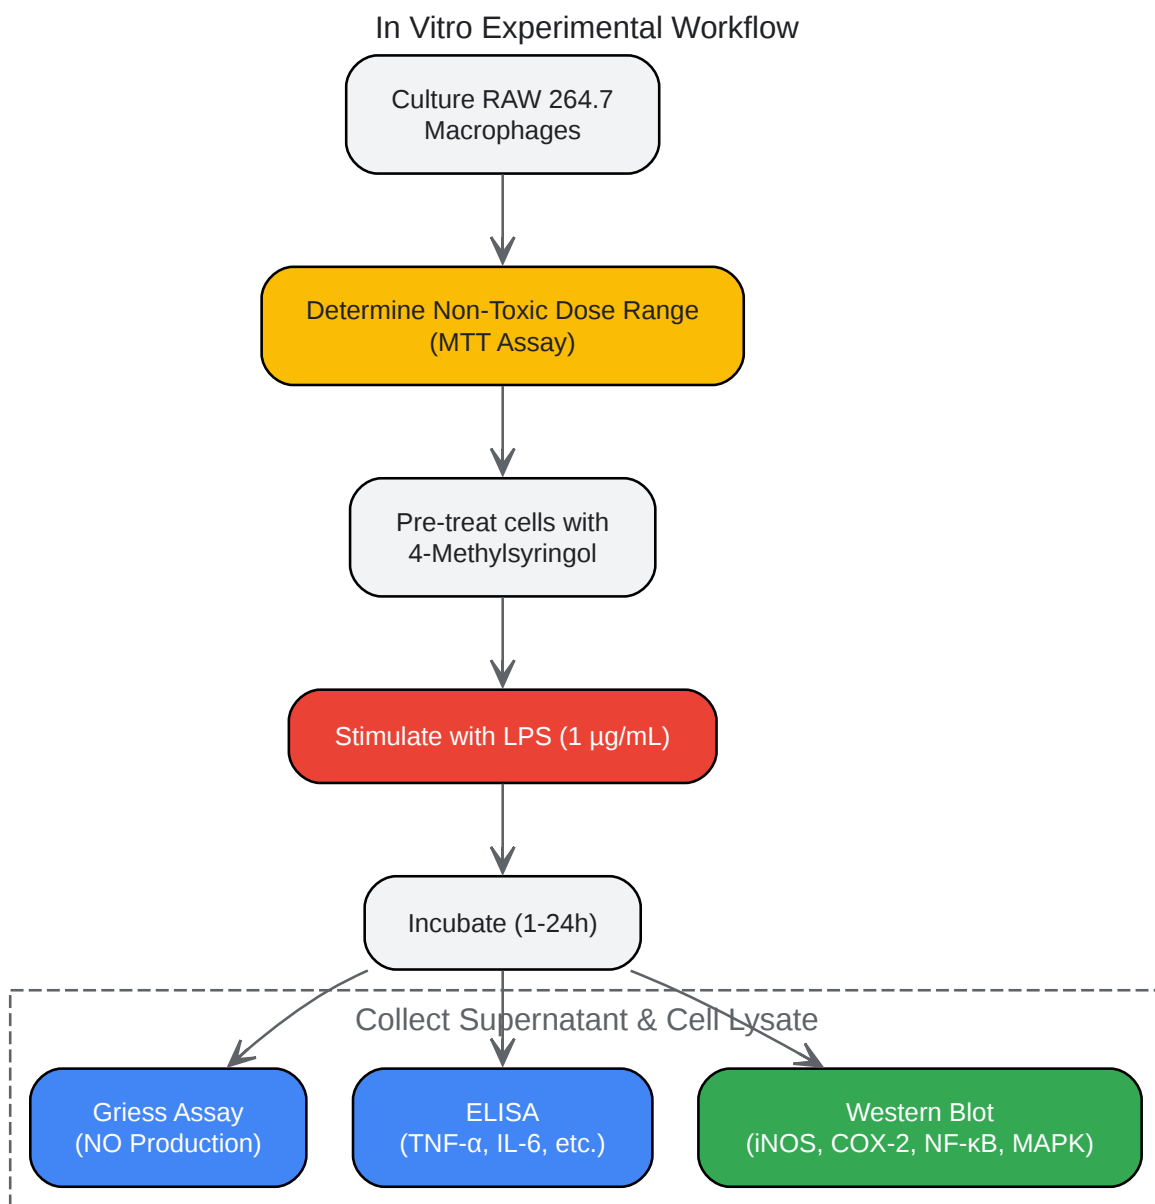 In Vitro Experimental Workflow
Culture RAW 264.7
Macrophages
Determine Non-Toxic Dose Range
(MTT Assay)
Pre-treat cells with
4-Methylsyringol
Stimulate with LPS (1 µg/mL)
Incubate (1-24h)
Collect Supernatant & Cell Lysate
Griess Assay
(NO Production)
ELISA
(TNF-α, IL-6, etc.)
Western Blot
(iNOS, COX-2, NF-κB, MAPK)